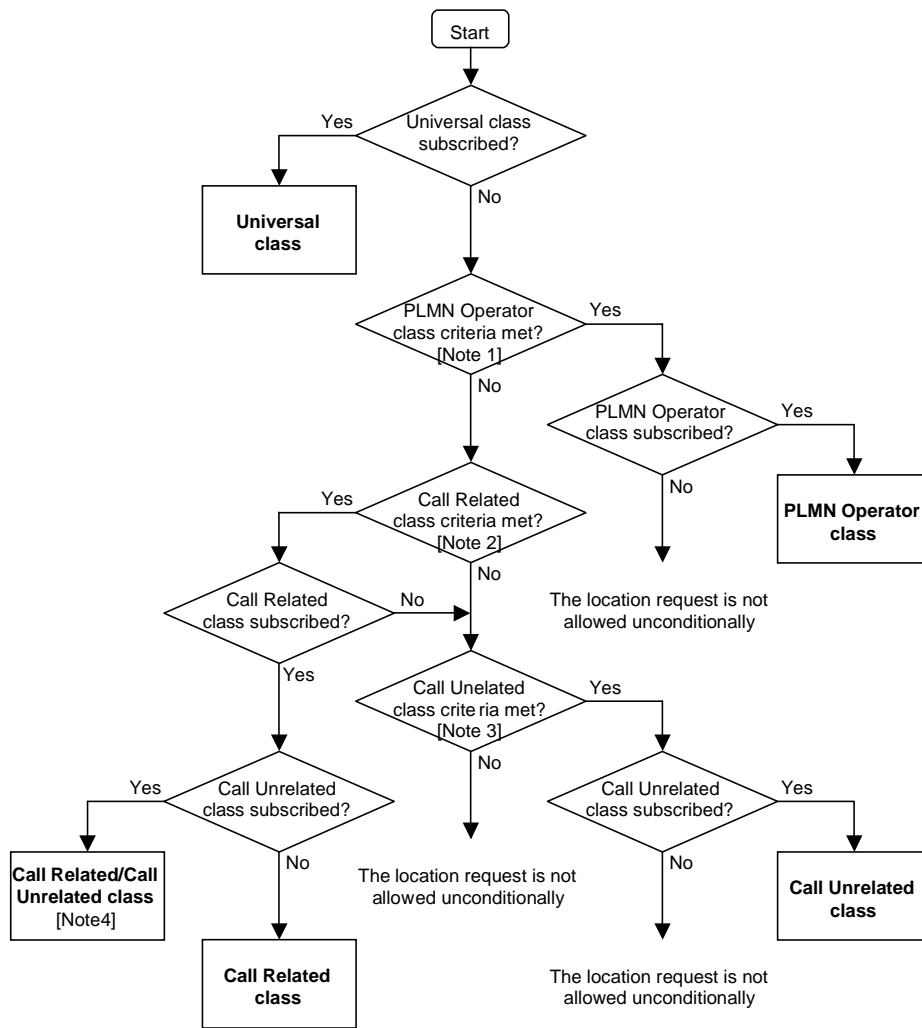 Start
Universal class
subscribed?
Yes
No
Universal
class
PLMN Operator
class criteria met?
[Note 1]
Yes
No
PLMN Operator
class subscribed?
Yes
No
PLMN Operator
class
The location request is not
allowed unconditionally
Call Related
class criteria met?
[Note 2]
Yes
No
Call Related
class subscribed?
No
Yes
Call Unelated
class criteria met?
[Note 3]
Yes
No
The location request is not
allowed unconditionally
Call Unrelated
class subscribed?
Yes
No
Call Related/Call
Unrelated class
[Note4]
Call Related
class
Call Unrelated
class subscribed?
Yes
No
Call Unrelated
class
The location request is not
allowed unconditionally